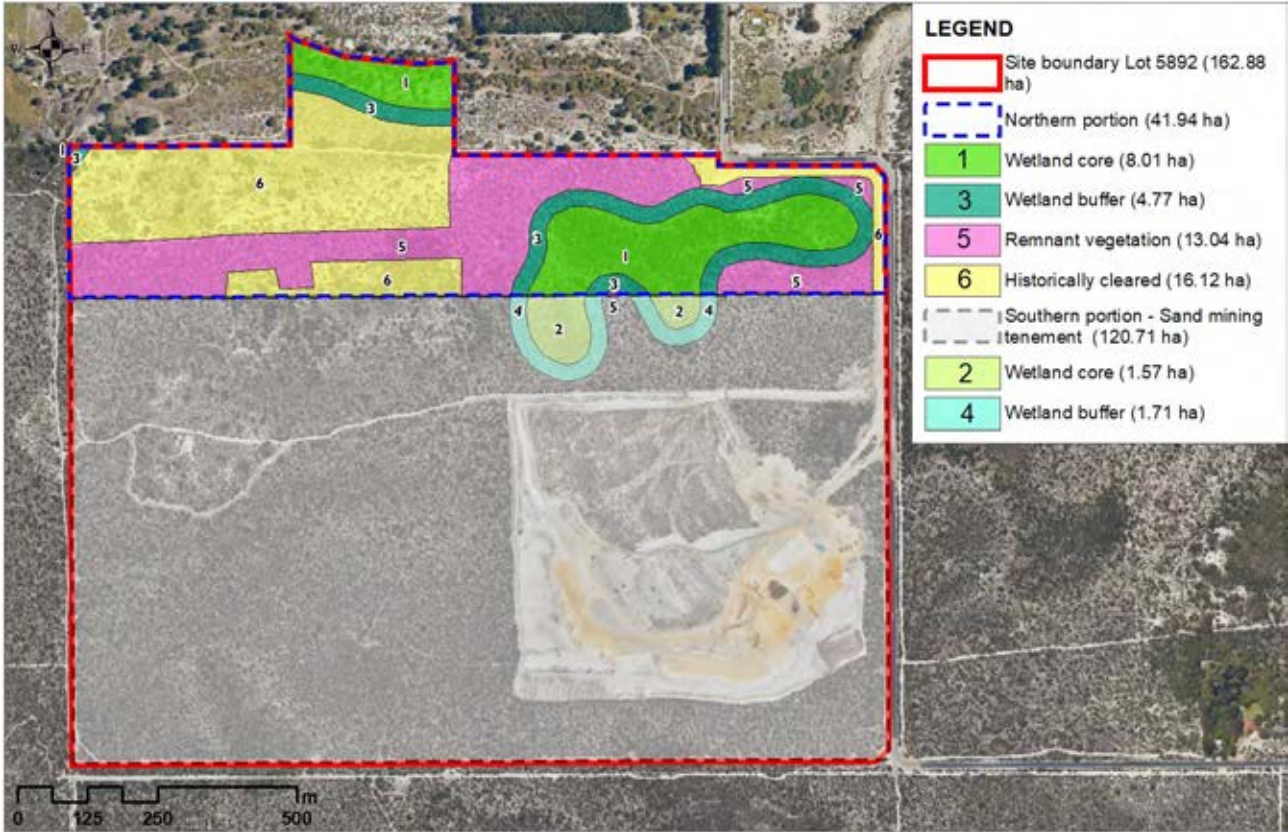 LEGEND
Site boundary Lot 5892 (162.88
ha)
Northern portion (41.94 ha)
1 Wetland core (8.01 ha)
3 Wetland buffer (4.77 ha)
5 Remnant vegetation (13.04 ha)
6 Historically cleared (16.12 ha)
Southern portion - Sand mining
tenement (120.71 ha)
2 Wetland core (1.57 ha)
4 Wetland buffer (1.71 ha)
1
3
1
3
6
5
5
6
3
1
5
6
3
5
5
4
2
2
4
m
0 125 250 500